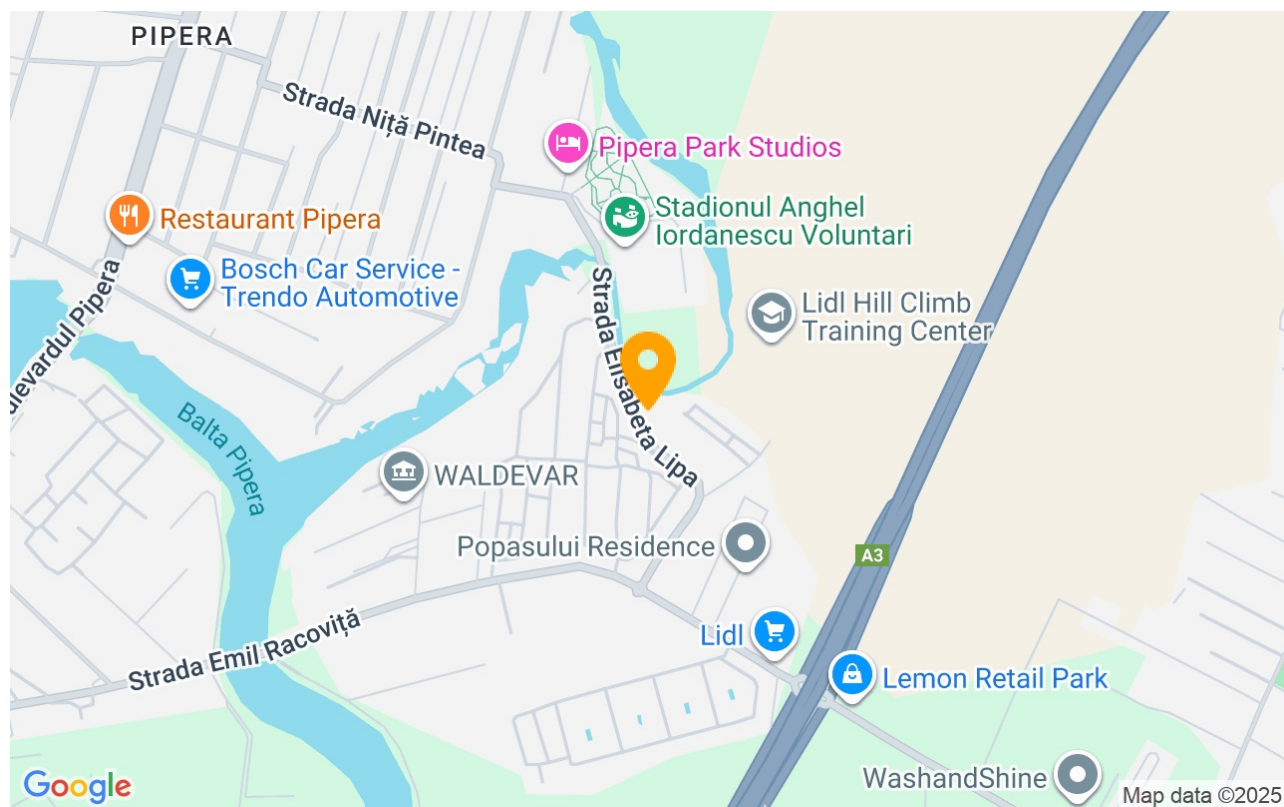 PIPERA
Strada Niță Pintea
Pipera Park Studios
Restaurant Pipera
Stadionul Anghel
Iordanescu Voluntari
Bosch Car Service -
Trendo Automotive
Lidl Hill Climb
Training Center
Strada Elisabeta Lipa
levardul Pipera
Balta Pipera
WALDEVAR
Popasului Residence
A3
Strada Emil Racoviță
Lidl
Lemon Retail Park
WashandShine
Google
Map data ©2025